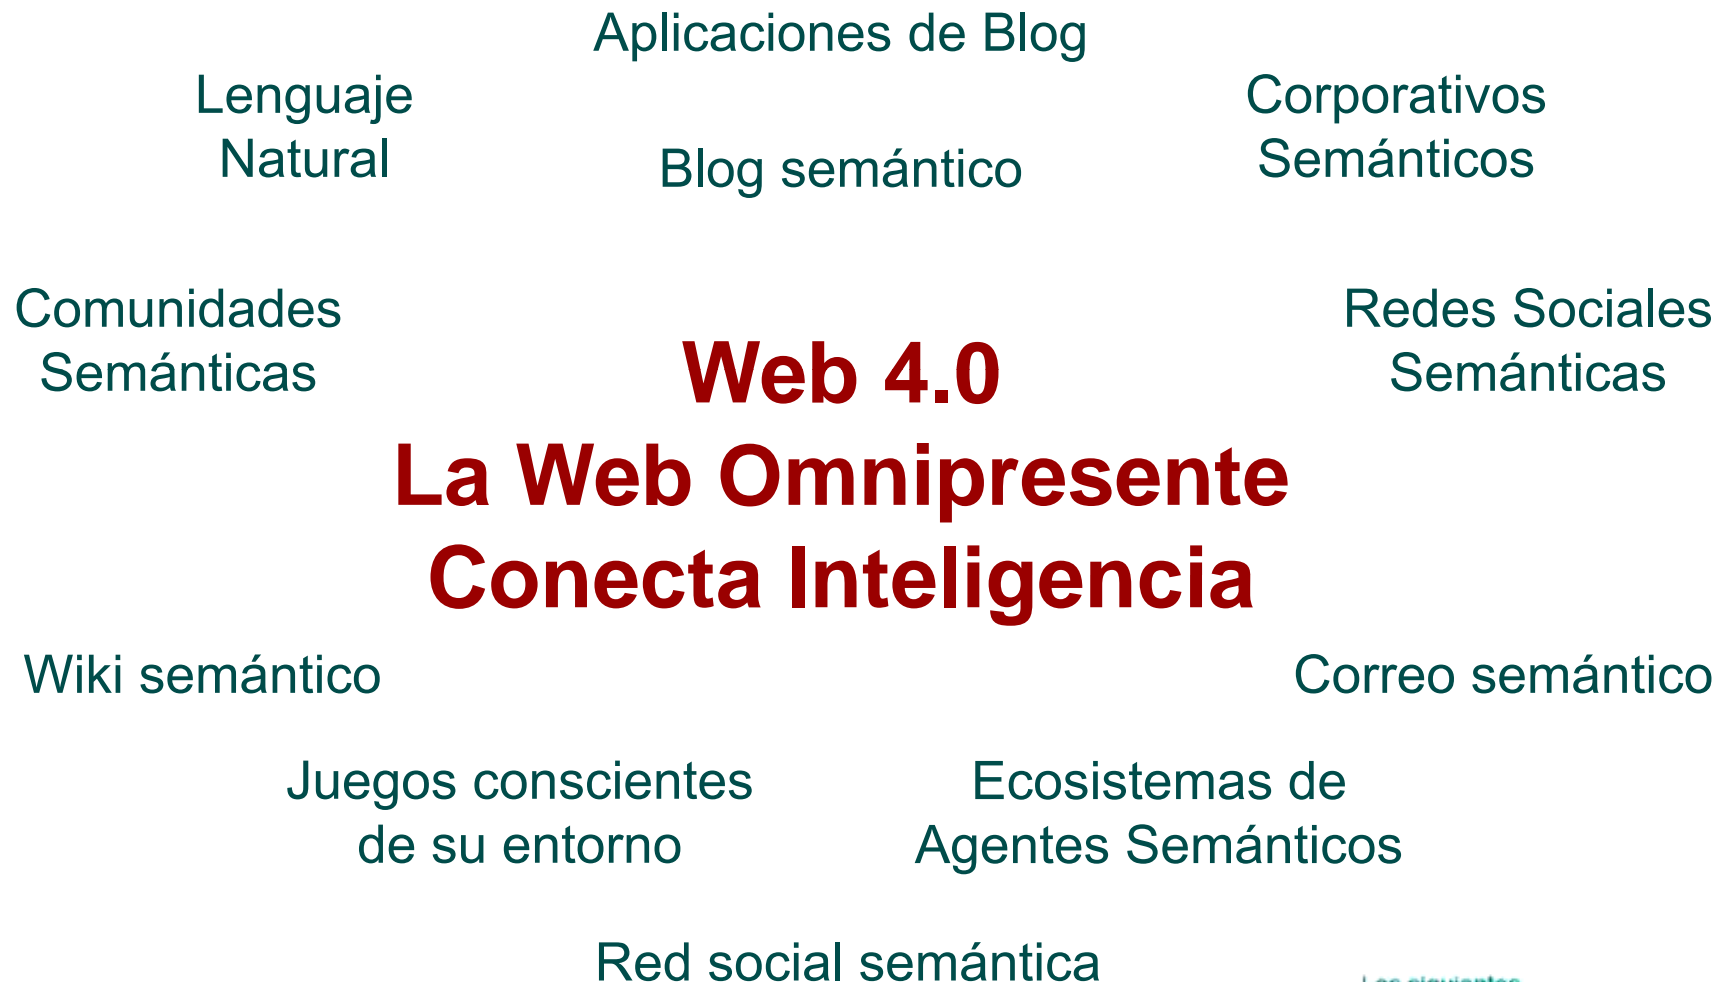 Aplicaciones de Blog
Lenguaje
Natural
Blog semántico
Corporativos
Semánticos
Comunidades
Semánticas
Redes Sociales
Semánticas
Web 4.0
La Web Omnipresente
Conecta Inteligencia
Wiki semántico
Correo semántico
Juegos conscientes
de su entorno
Ecosistemas de
Agentes Semánticos
Red social semántica